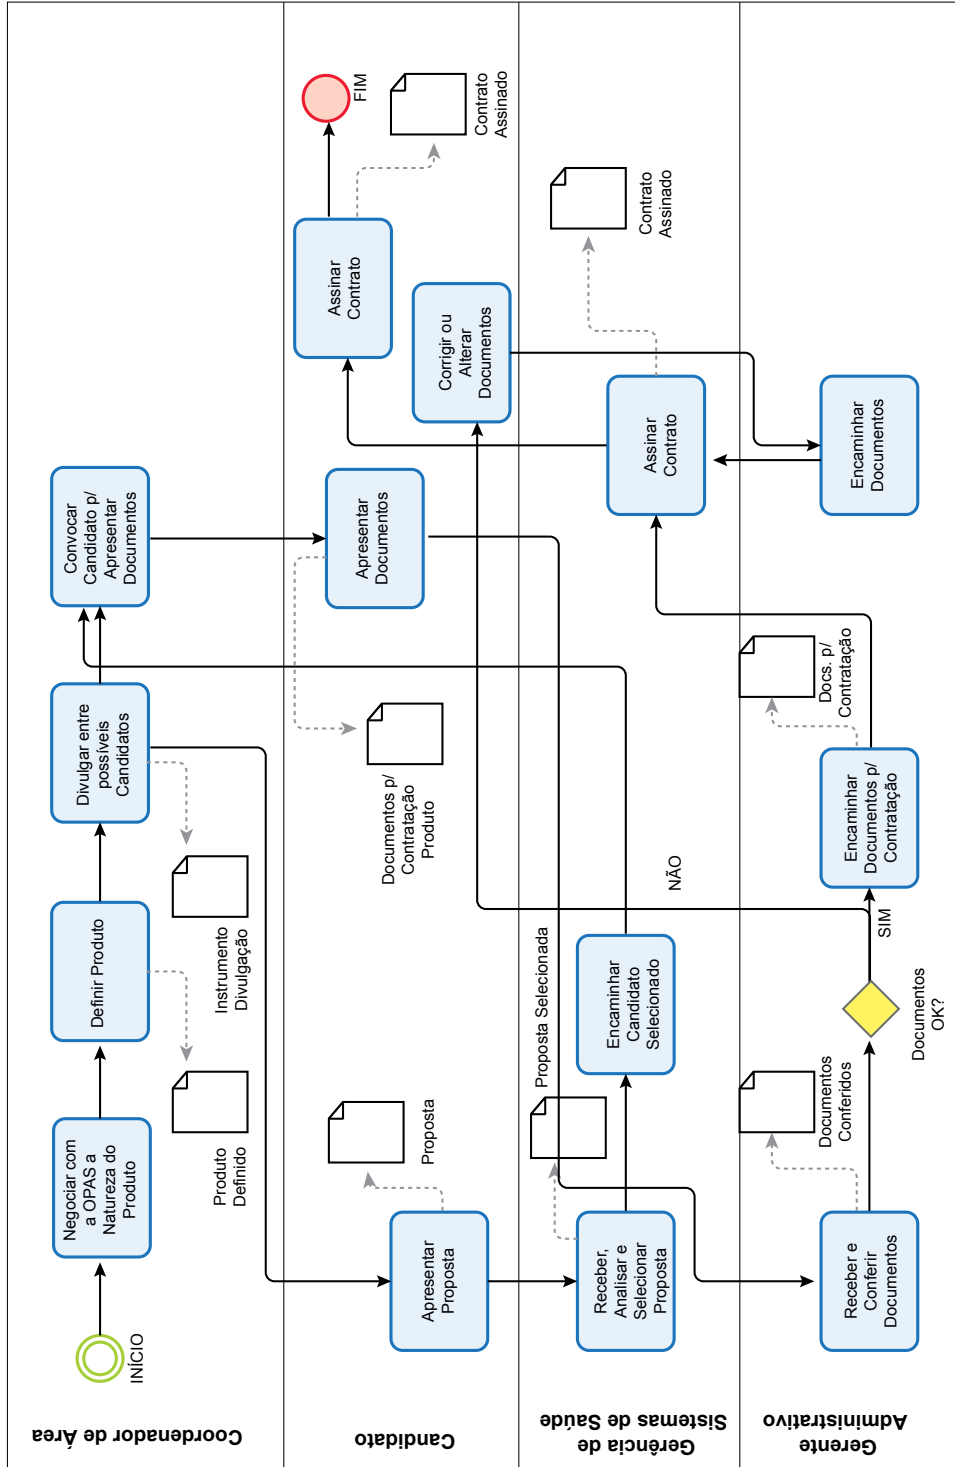 Coordenador de Área
INÍCIO
Negociar com
a OPAS a
Natureza do
Produto
Produto
Definido
Definir Produto
Instrumento
Divulgação
Divulgar entre
possíveis
Candidatos
Convocar
Candidato p/
Apresentar
Documentos
Candidato
Apresentar
Proposta
Proposta
Documentos p/
Contratação
Produto
Apresentar
Documentos
Corrigir ou
Alterar
Documentos
Assinar
Contrato
FIM
Contrato
Assinado
Gerência de
Sistemas de Saúde
Receber,
Analisar e
Selecionar
Proposta
Proposta Selecionada
Encaminhar
Candidato
Selecionado
NÃO
Assinar
Contrato
Contrato
Assinado
Gerente
Administrativo
Receber e
Conferir
Documentos
Documentos
Conferidos
Documentos
OK?
SIM
Encaminhar
Documentos p/
Contratação
Docs. p/
Contratação
Encaminhar
Documentos